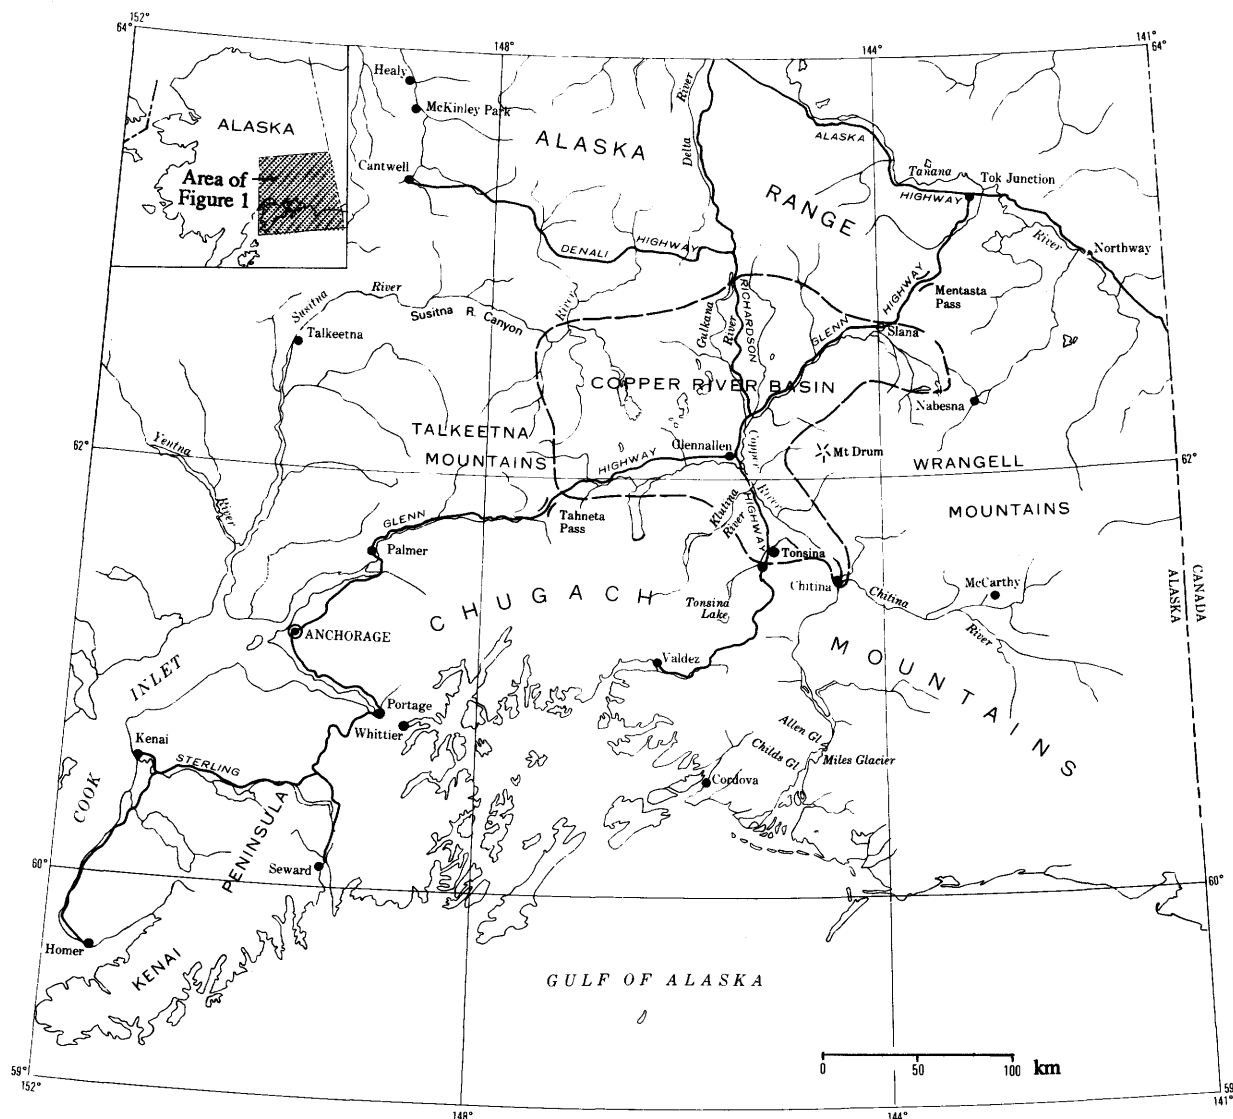 152°
64°
148°
144°
141°
64°
ALASKA
Area of
Figure 1
Healy
McKinley Park
Cantwell
ALASKA
RANGE
Delta
River
ALASKA
HIGHWAY
Tanana
River
Tok Junction
Northway
DENALI
HIGHWAY
Mentasta
Pass
HIGHWAY
GLENN
Slana
RICHARDSON
Gulkana
River
River
Susitna
River
Susitna R. Canyon
Talkeetna
COPPER RIVER BASIN
Nabesna
TALKEETNA
MOUNTAINS
Glennallen
Copper
River
HIGHWAY
Mt Drum
WRANGELL
MOUNTAINS
62°
62°
Yentna
River
GLENN
HIGHWAY
Tahneta
Pass
Klutina
River
Palmer
Tonsina
Chitina
Chitina
River
McCarthy
CANADA
ALASKA
CHUGACH
MOUNTAINS
Tonsina
Lake
ANCHORAGE
Valdez
INLET
COOK
Portage
Whittier
Kenai
STERLING
Allen Gl
Childs Gl
Miles Glacier
Cordova
PENINSULA
Seward
60°
60°
Homer
KENAI
GULF OF ALASKA
0
50
100
km
59°
152°
148°
144°
59
141°